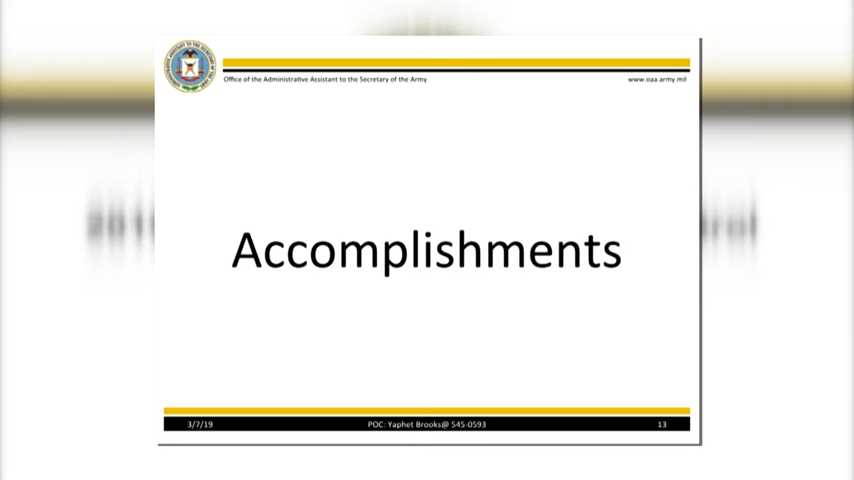 Office of the Administrative Assistant to the Secretary of the Army
www.oaa.army.mil
Accomplishments
3/7/19
POC: Yaphet Brooks@ 545-0593
13